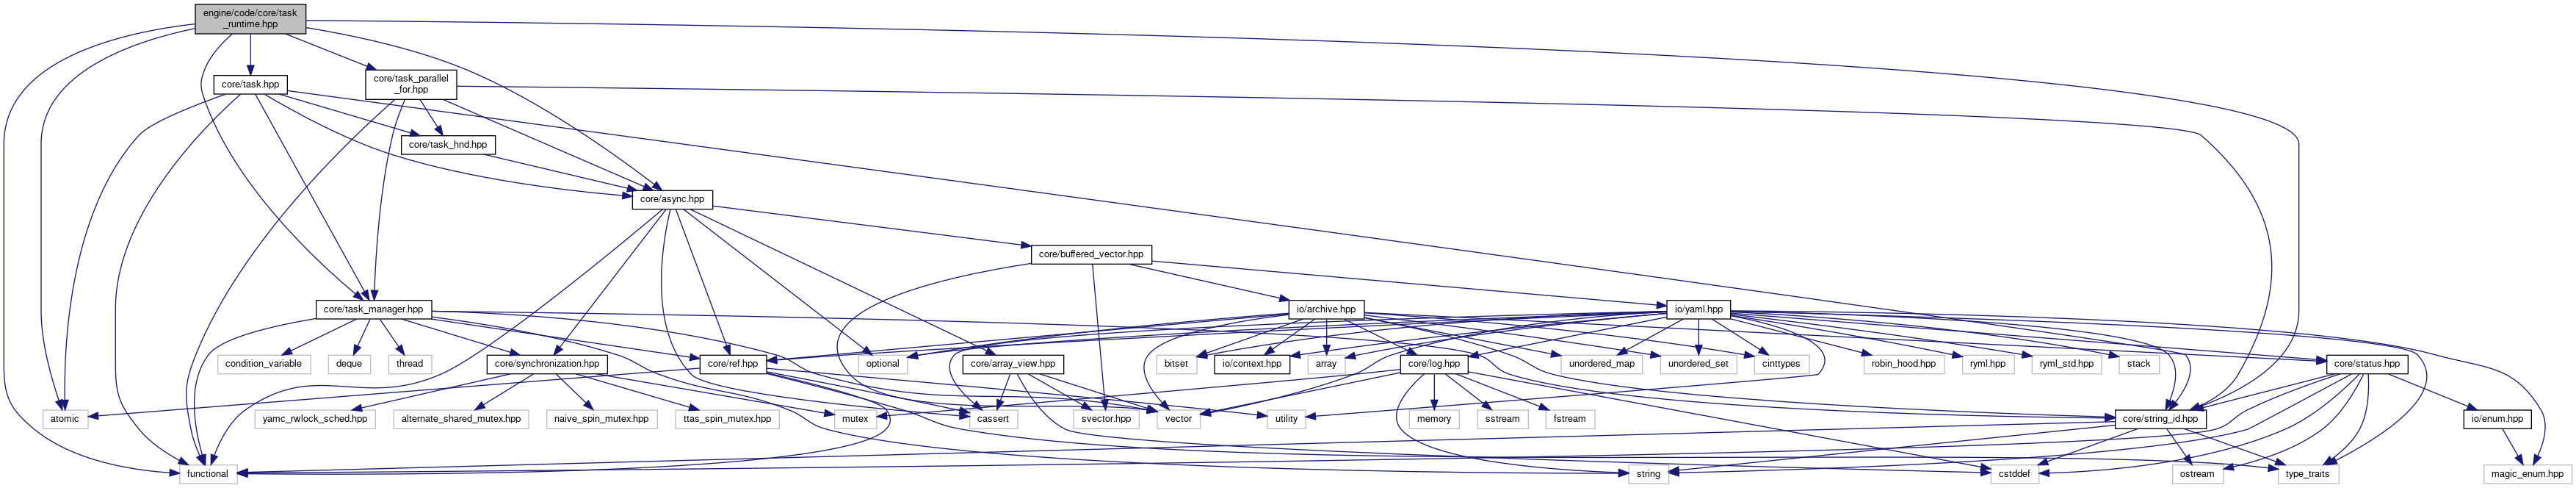 engine/code/core/task
_runtime.hpp
core/task.hpp
core/task_parallel
_for.hpp
core/task_hnd.hpp
core/async.hpp
core/buffered_vector.hpp
core/task_manager.hpp
io/archive.hpp
io/yaml.hpp
condition_variable
deque
thread
core/synchronization.hpp
core/ref.hpp
optional
core/array_view.hpp
bitset
io/context.hpp
array
core/log.hpp
unordered_map
unordered_set
cinttypes
robin_hood.hpp
ryml.hpp
ryml_std.hpp
stack
core/status.hpp
atomic
yamc_rwlock_sched.hpp
alternate_shared_mutex.hpp
naive_spin_mutex.hpp
ttas_spin_mutex.hpp
mutex
cassert
svector.hpp
vector
utility
memory
sstream
fstream
core/string_id.hpp
io/enum.hpp
functional
string
cstddef
ostream
type_traits
magic_enum.hpp